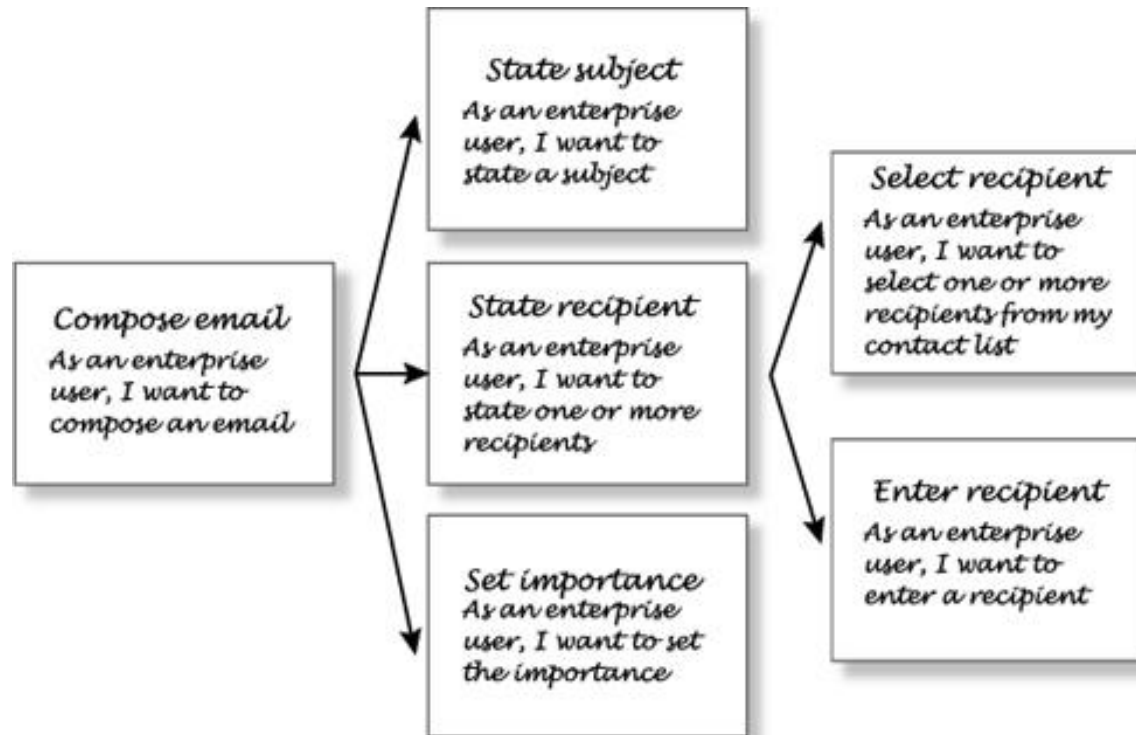 Compose email
As an enterprise
user, I want to
compose an email
State subject
As an enterprise
user, I want to
state a subject
State recipient
As an enterprise
user, I want to
state one or more
recipients
Set importance
As an enterprise
user, I want to set
the importance
Select recipient
As an enterprise
user, I want to
select one or more
recipients from my
contact list
Enter recipient
As an enterprise
user, I want to
enter a recipient